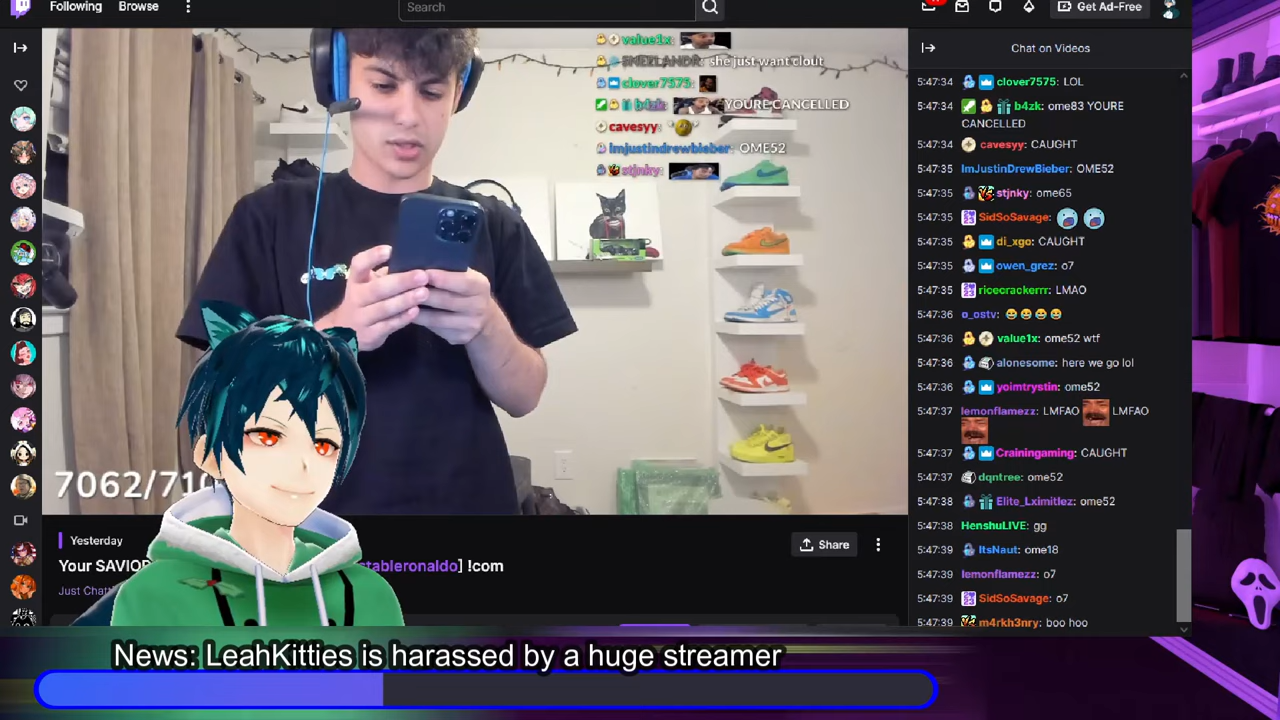 Following Browse
Search
Get Ad-Free
Chat on Videos
value1x:
she just want clout
clover7575:
b4zk: YOURE CANCELLED
cavesyy:
ImJustinDrewBieber: OME52
stjnky:
7062/710
Yesterday
Share
Your SAVIOR
stableronaldo] !com
Just Chatt
5:47:34 clover7575: LOL
5:47:34 b4zk: ome83 YOURE
CANCELLED
5:47:34 cavesyy: CAUGHT
5:47:35 ImJustinDrewBieber: OME52
5:47:35 stjnky: ome65
5:47:35 SidSoSavage:
5:47:35 di_xgo: CAUGHT
5:47:35 owen_grez: o7
5:47:35 ricecrackerrr: LMAO
5:47:36 o_ostv: 😅😅😅😅
5:47:36 value1x: ome52 wtf
5:47:36 alonesome: here we go lol
5:47:36 yoimtrystin: ome52
5:47:37 lemonflamezz: LMFAO LMFAO
5:47:37 Crainingaming: CAUGHT
5:47:37 dqntree: ome52
5:47:38 Elite_Lximitlez: ome52
5:47:38 HenshuLIVE: gg
5:47:39 ItsNaut: ome18
5:47:39 lemonflamezz: o7
5:47:39 SidSoSavage: o7
5:47:39 m4rkh3nry: boo hoo
News: LeahKitties is harassed by a huge streamer